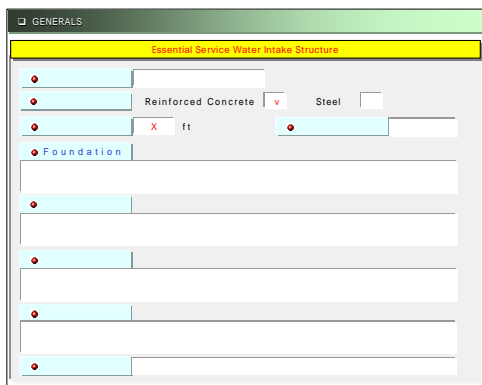 GENERALS
Essential Service Water Intake Structure
Reinforced Concrete v Steel
X ft
Foundation